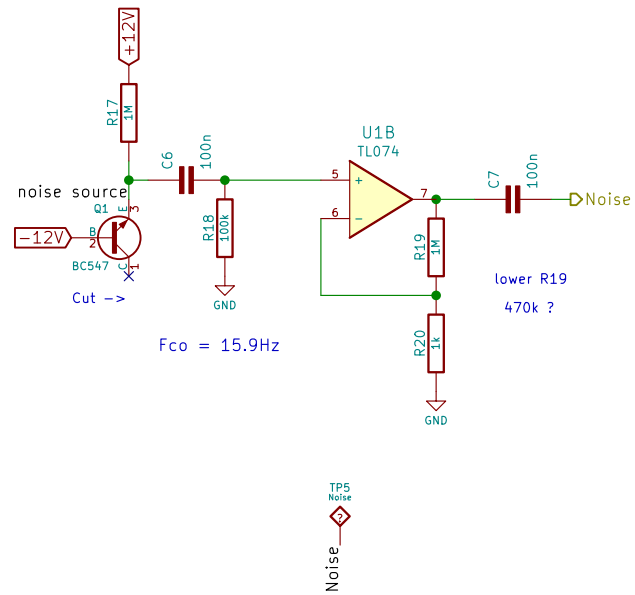 +12V
R17
1M
C6
100n
noise source
Q1
E
3
-12V
B
2
BC547
C
1
Cut ->
R18
100k
GND
Fco = 15.9Hz
U1B
TL074
5
+
6
-
7
C7
100n
Noise
R19
1M
lower R19
470k ?
R20
1k
GND
TP5
Noise
?
Noise